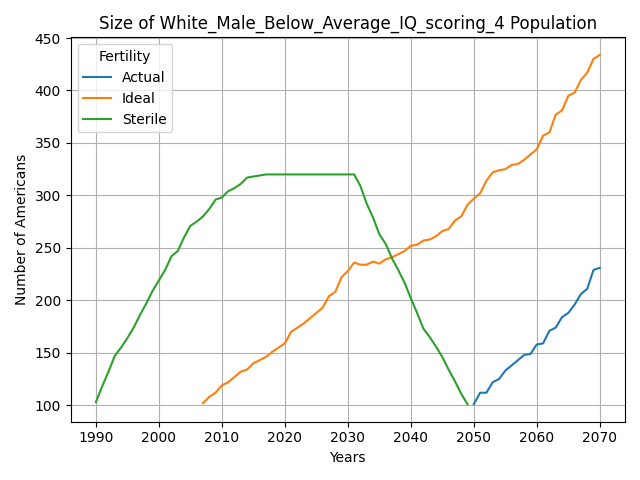 Size of White_Male_Below_Average_IQ_scoring_4 Population
Fertility
Actual
Ideal
Sterile
Number of Americans
450
400
350
300
250
200
150
100
1990 2000 2010 2020 2030 2040 2050 2060 2070
Years